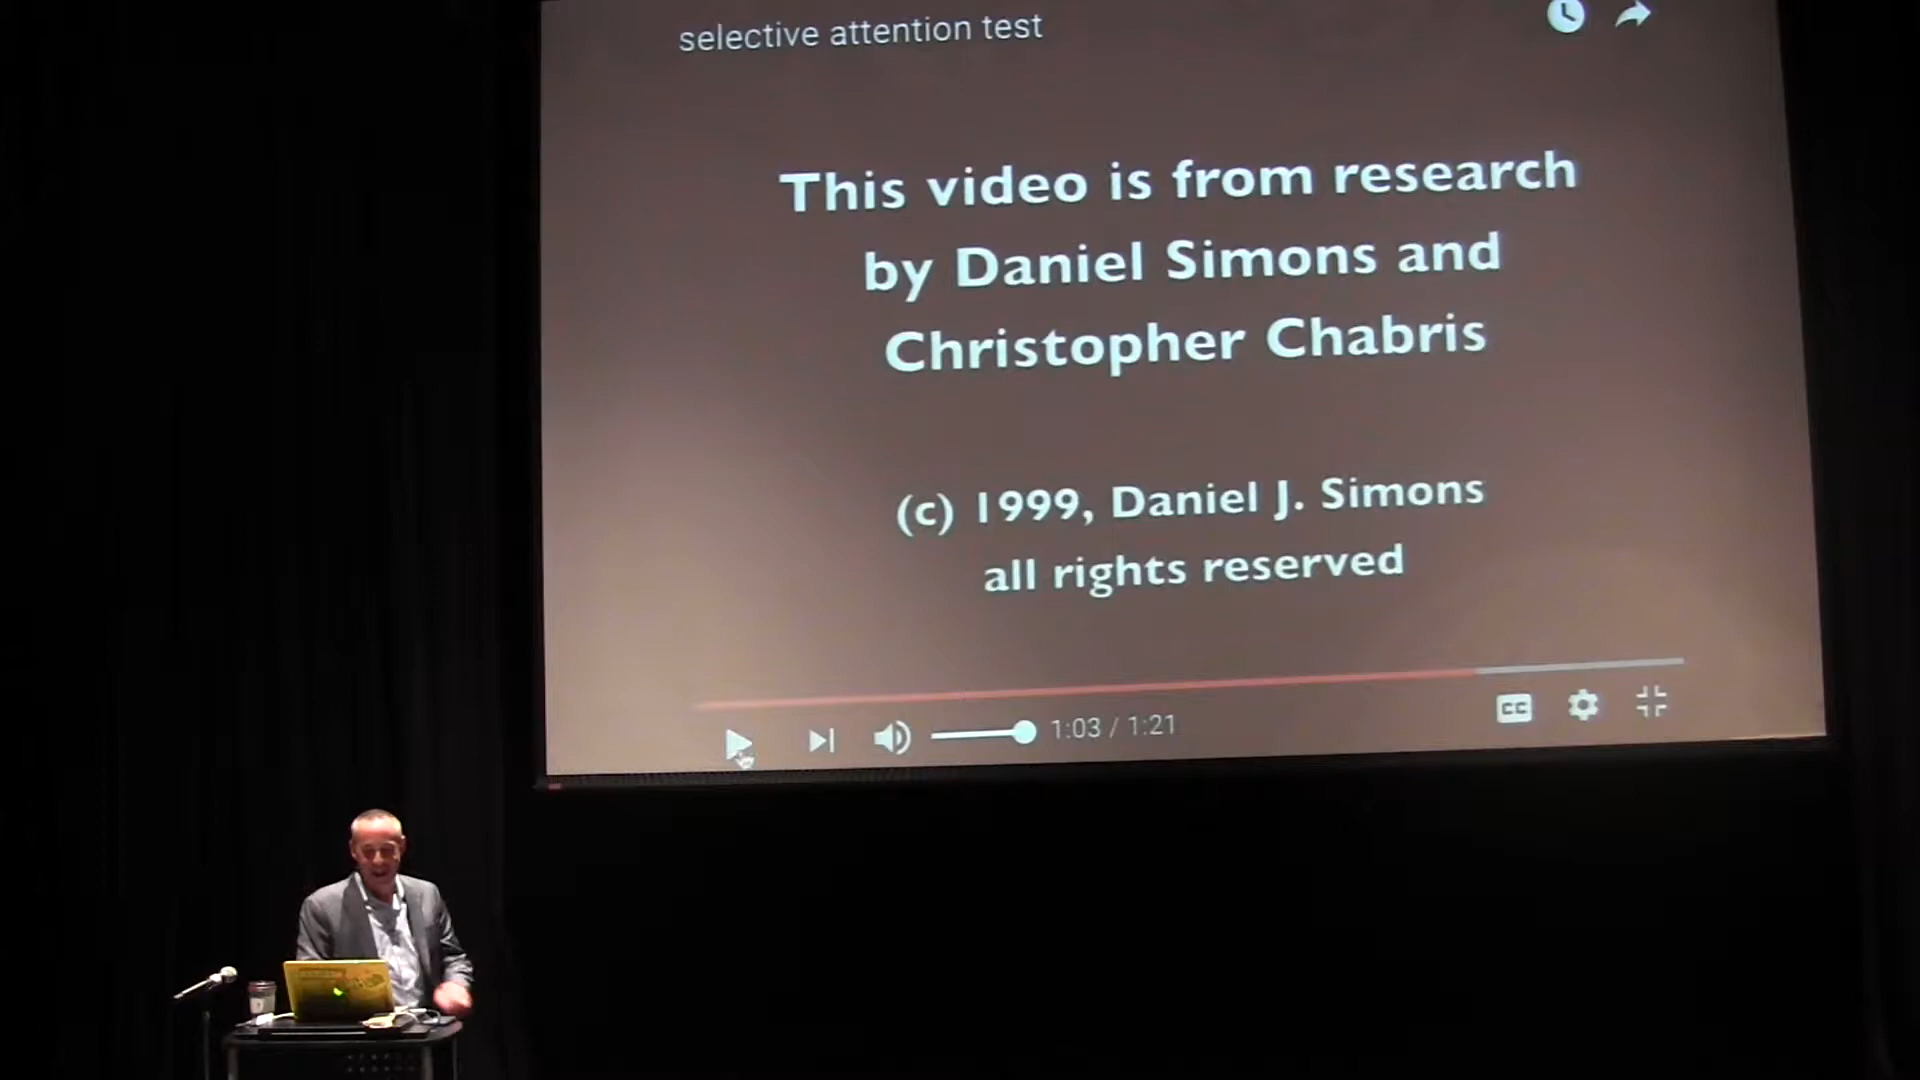 selective attention test
This video is from research
by Daniel Simons and
Christopher Chabris
(c) 1999, Daniel J. Simons
all rights reserved
1:03 / 1:21
CC